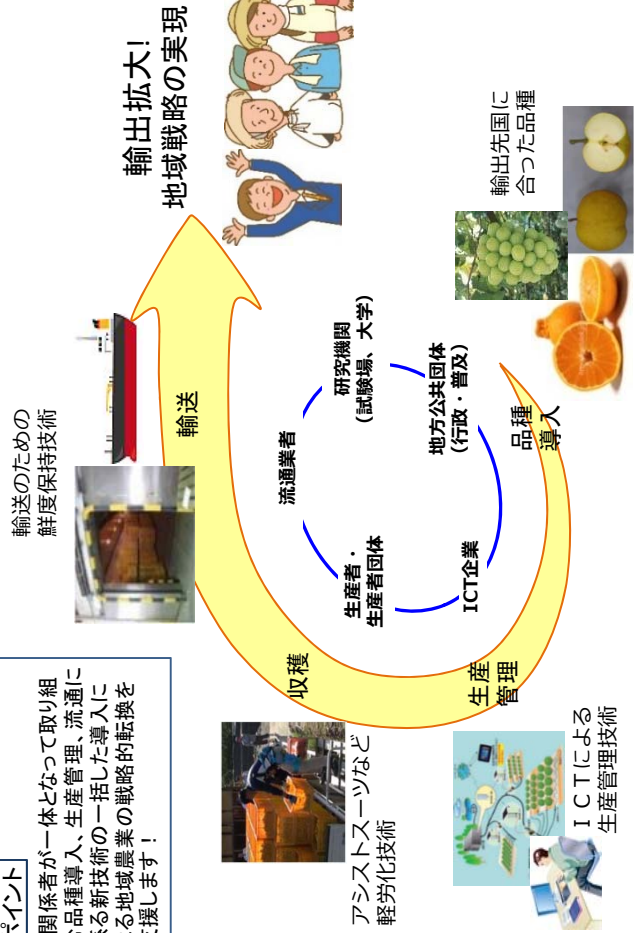 ポイント
関係者が一体となって取り組
品種導入、生産管理、流通に
る新技術の一括した導入に
る地域農業の戦略的転換を
援します！
輸送のための
鮮度保持技術
輸出拡大！
地域戦略の実現
輸送
収穫
生産
管理
品種
導入
流通業者
研究機関
(試験場、大学)
生産者・
生産者団体
地方公共団体
(行政・普及)
ICT企業
アシストスーツなど
軽労化技術
ＩＣＴによる
生産管理技術
輸出先国に
合った品種